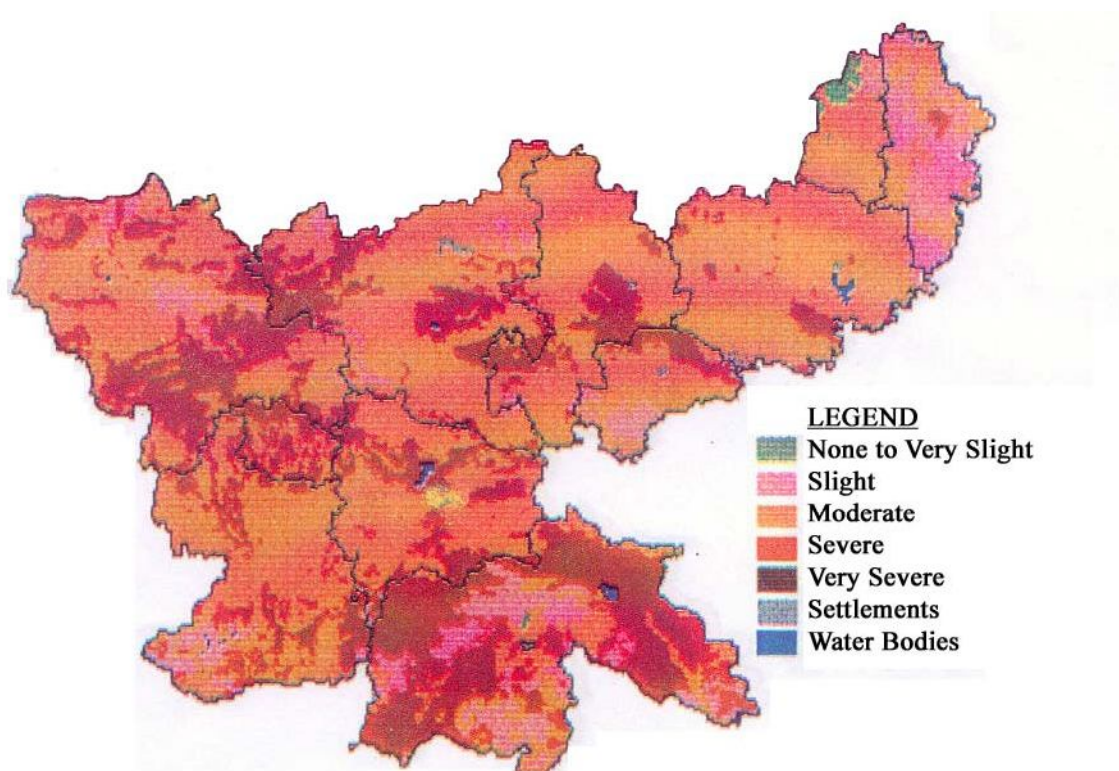 LEGEND
None to Very Slight
Slight
Moderate
Severe
Very Severe
Settlements
Water Bodies